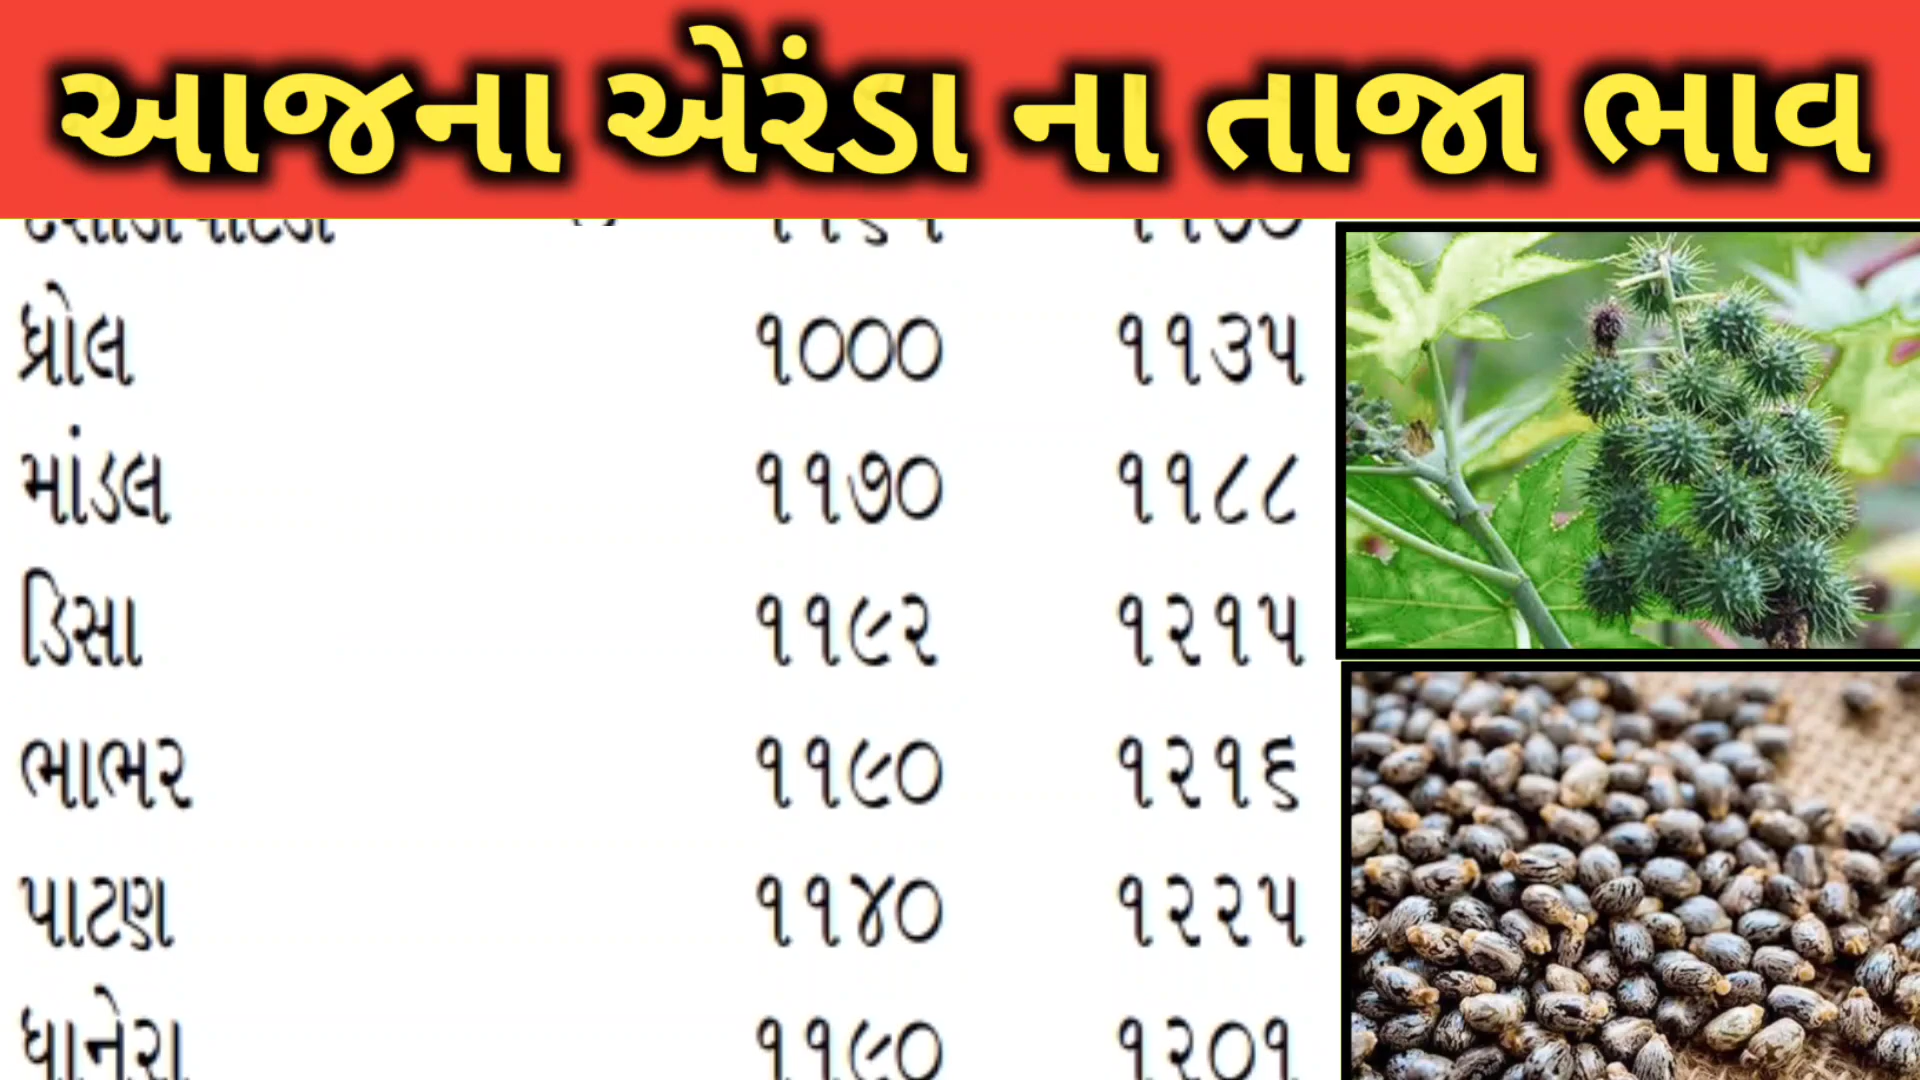 આજના એરંડા ના તાજા ભાવ
ધ્રોલ ૧૦૦૦ ૧૧૩૫
માંડલ ૧૧૭૦ ૧૧૮૮
ડિસા ૧૧૯૨ ૧૨૧૫
ભાભર ૧૧૯૦ ૧૨૧૬
પાટણ ૧૧૪૦ ૧૨૨૫
ધાનેરા ૧૧૯૦ ૧૨૦૧